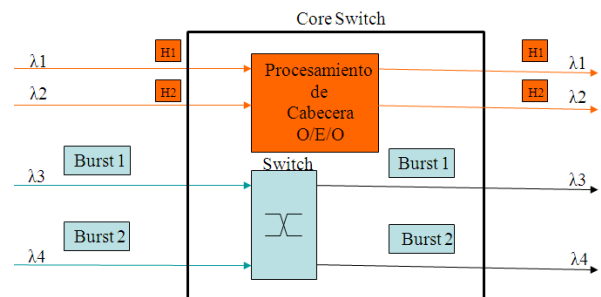 Core Switch
H1
H1
λ1
λ1
Procesamiento
de
Cabecera
O/E/O
H2
H2
λ2
λ2
Switch
Burst 1
Burst 1
λ3
λ3
Burst 2
Burst 2
λ4
λ4